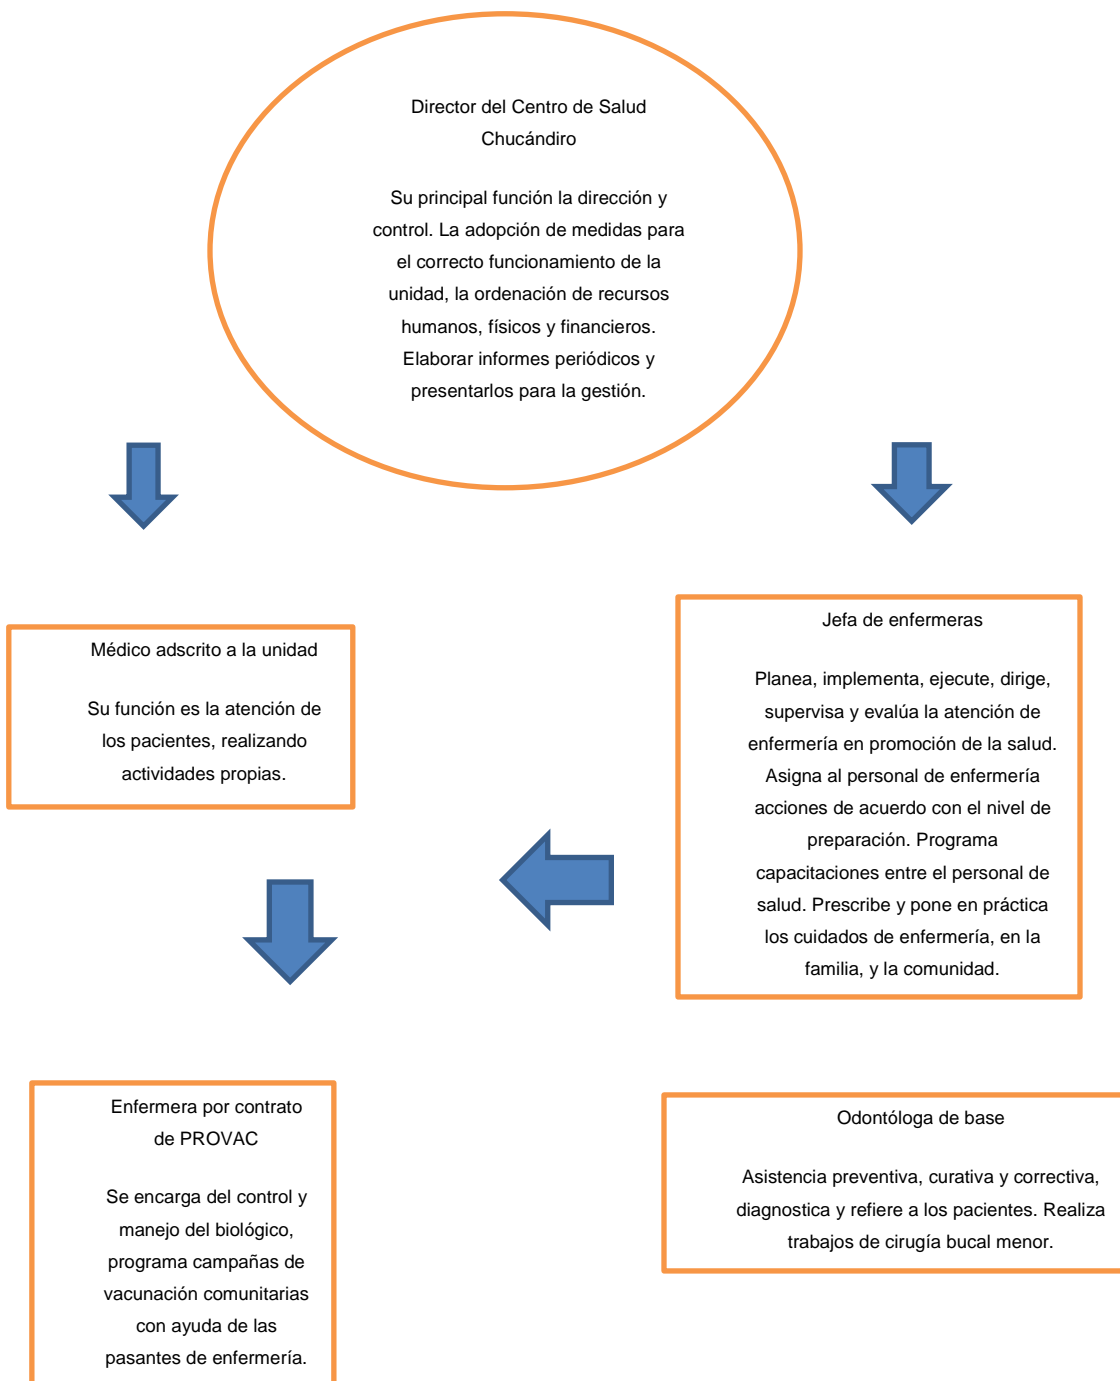 Director del Centro de Salud
Chucándiro
Su principal función la dirección y
control. La adopción de medidas para
el correcto funcionamiento de la
unidad, la ordenación de recursos
humanos, físicos y financieros.
Elaborar informes periódicos y
presentarlos para la gestión.
Médico adscrito a la unidad
Su función es la atención de
los pacientes, realizando
actividades propias.
Jefa de enfermeras
Planea, implementa, ejecute, dirige,
supervisa y evalúa la atención de
enfermería en promoción de la salud.
Asigna al personal de enfermería
acciones de acuerdo con el nivel de
preparación. Programa
capacitaciones entre el personal de
salud. Prescribe y pone en práctica
los cuidados de enfermería, en la
familia, y la comunidad.
Enfermera por contrato
de PROVAC
Se encarga del control y
manejo del biológico,
programa campañas de
vacunación comunitarias
con ayuda de las
pasantes de enfermería.
Odontóloga de base
Asistencia preventiva, curativa y correctiva,
diagnostica y refiere a los pacientes. Realiza
trabajos de cirugía bucal menor.